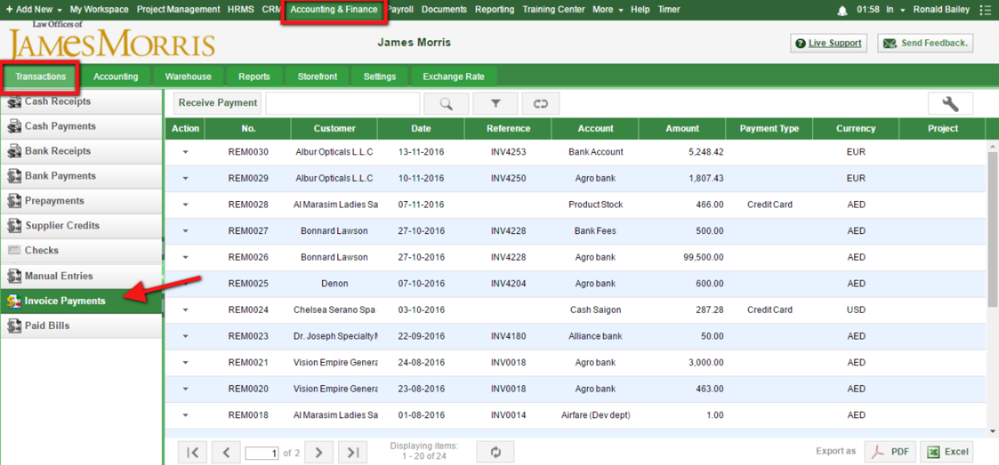 + Add New My Workspace Project Management HRMS CRM Accounting & Finance Payroll Documents Reporting Training Center More Help Timer 01:58 In Ronald Bailey
Law Offices of
JAMES MORRIS
James Morris
Live Support Send Feedback.
Transactions Accounting Warehouse Reports Storefront Settings Exchange Rate
Cash Receipts
Cash Payments
Bank Receipts
Bank Payments
Prepayments
Supplier Credits
Checks
Manual Entries
Invoice Payments
Paid Bills
Receive Payment
Action No. Customer Date Reference Account Amount Payment Type Currency Project
REM0030 Albur Opticals L.L.C 13-11-2016 INV4253 Bank Account 5,248.42 EUR
REM0029 Albur Opticals L.L.C 10-11-2016 INV4250 Agro bank 1,807.43 EUR
REM0028 Al Marasim Ladies Sa 07-11-2016 Product Stock 466.00 Credit Card AED
REM0027 Bonnard Lawson 27-10-2016 INV4228 Bank Fees 500.00 AED
REM0026 Bonnard Lawson 27-10-2016 INV4228 Agro bank 99,500.00 AED
REM0025 Denon 07-10-2016 INV4204 Agro bank 600.00 AED
REM0024 Chelsea Serano Spa 03-10-2016 Cash Saigon 287.28 Credit Card USD
REM0023 Dr. Joseph Specialty 22-09-2016 INV4180 Alliance bank 50.00 AED
REM0021 Vision Empire Genera 24-08-2016 INV0018 Agro bank 3,000.00 AED
REM0020 Vision Empire Genera 23-08-2016 INV0018 Agro bank 463.00 AED
REM0018 Al Marasim Ladies Sa 01-08-2016 INV0014 Airfare (Dev dept) 1.00 AED
1 of 2 Displaying items: 1 - 20 of 24 Export as PDF Excel